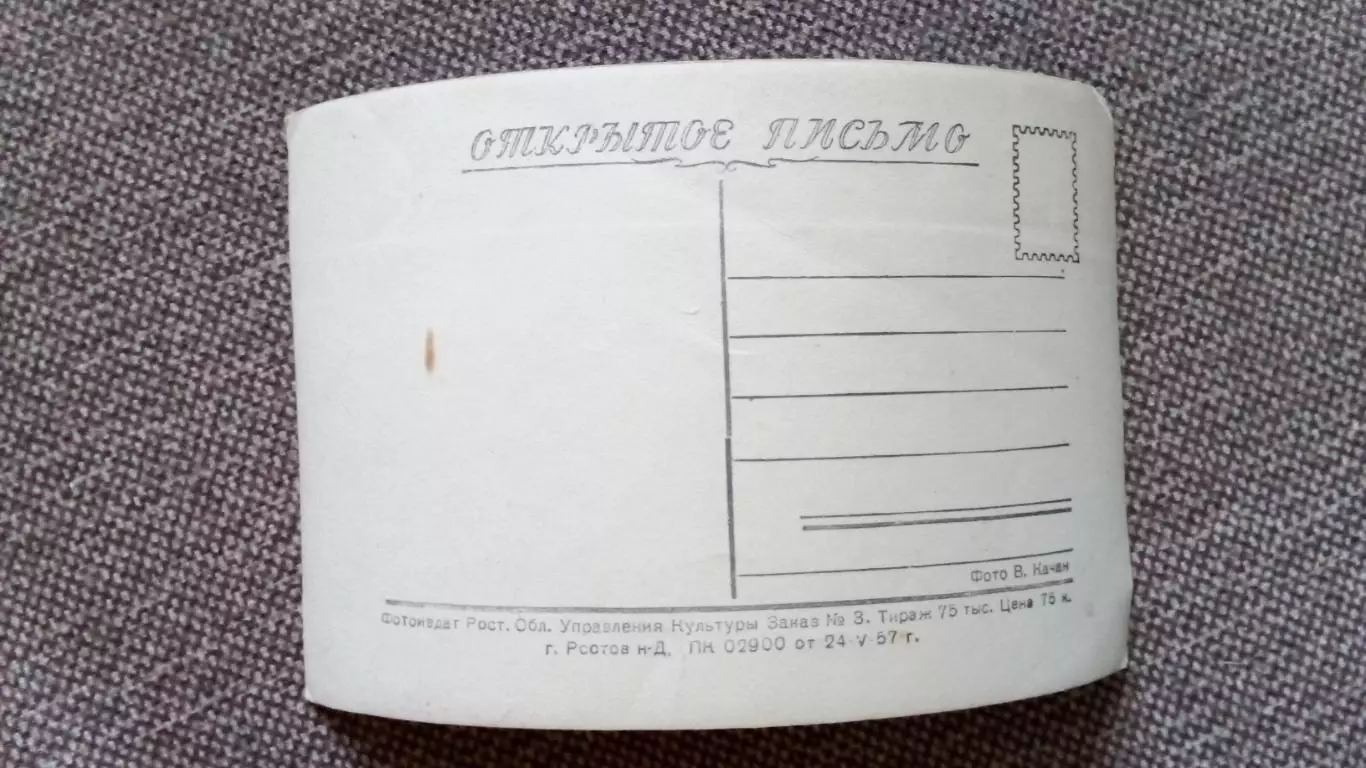 ОТКРЫТОЕ ПИСЬМО
Фото В. Качан
Фотоиздат Рост. Обл. Управления Культуры Заказ № 3. Тираж 75 тыс. Цена 75 к.
г. Ростов н-Д. ПК 02900 от 24-V-57 г.